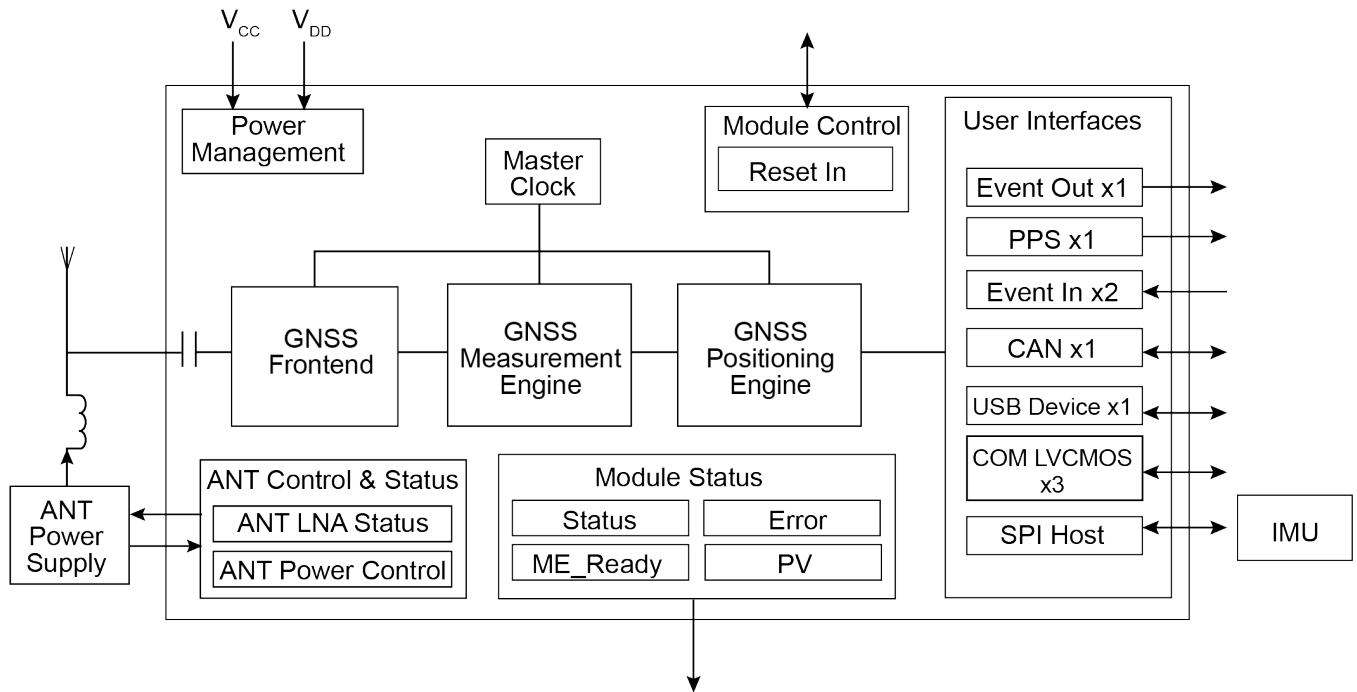 V_CC V_DD
Power
Management
Master
Clock
Module Control
Reset In
User Interfaces
Event Out x1
PPS x1
Event In x2
CAN x1
USB Device x1
COM LVCMOS
x3
SPI Host
GNSS
Frontend
GNSS
Measurement
Engine
GNSS
Positioning
Engine
ANT
Power
Supply
ANT Control & Status
ANT LNA Status
ANT Power Control
Module Status
Status
Error
ME_Ready
PV
IMU